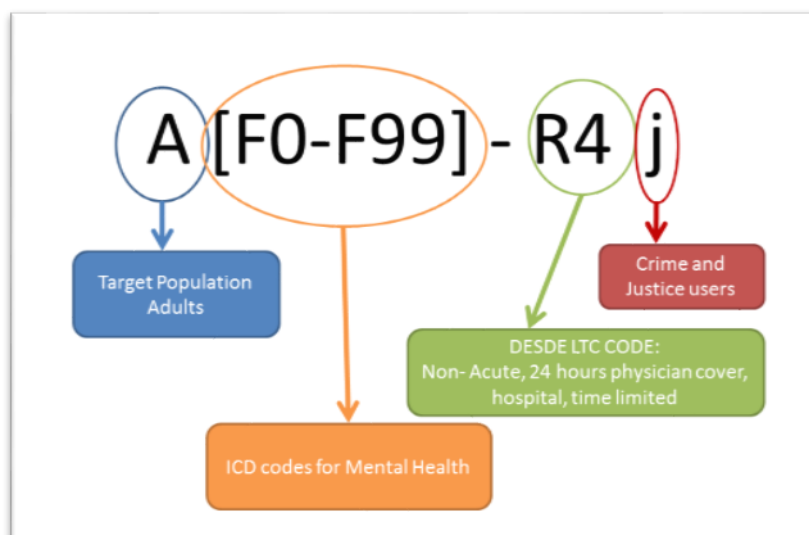 A [F0-F99] - R4 j
Target Population
Adults
Crime and
Justice users
DESDE LTC CODE:
Non- Acute, 24 hours physician cover,
hospital, time limited
ICD codes for Mental Health